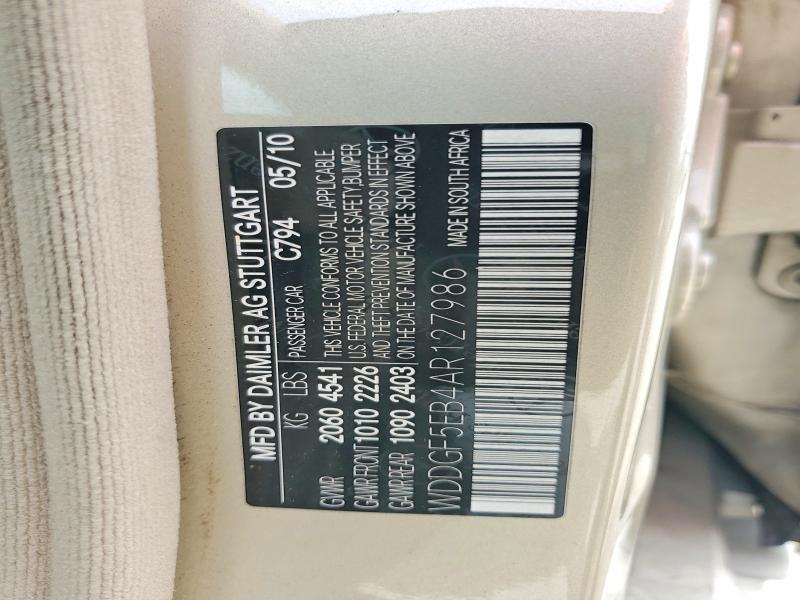 MFD BY DAIMLER AG STUTTGART
KG LBS PASSENGER CAR C794 05/10
GVWR 2060 4541 THIS VEHICLE CONFORMS TO ALL APPLICABLE
U.S. FEDERAL MOTOR VEHICLE SAFETY,BUMPER
GAWR FRONT 1010 2226 AND THEFT PREVENTION STANDARDS IN EFFECT
GAWR REAR 1090 2403 ON THE DATE OF MANUFACTURE SHOWN ABOVE
WDDGF5EB4AR127986 MADE IN SOUTH AFRICA